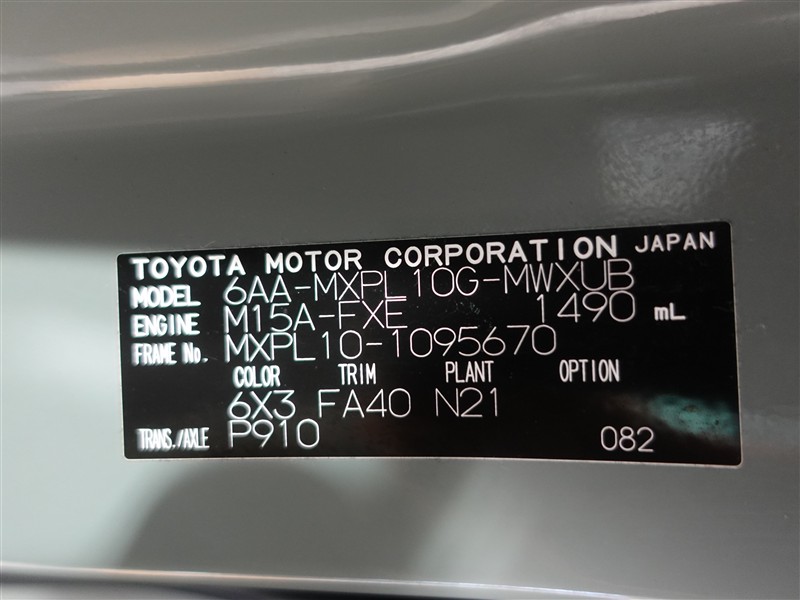 TOYOTA MOTOR CORPORATION JAPAN
MODEL 6AA-MXPL10G-MWXUB
ENGINE M15A-FXE 1490 mL
FRAME No. MXPL10-1095670
COLOR TRIM PLANT OPTION
6X3 FA40 N21
TRANS./AXLE P910 082